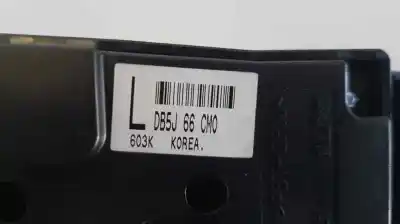 L DB5J 66 CM0
603K KOREA.